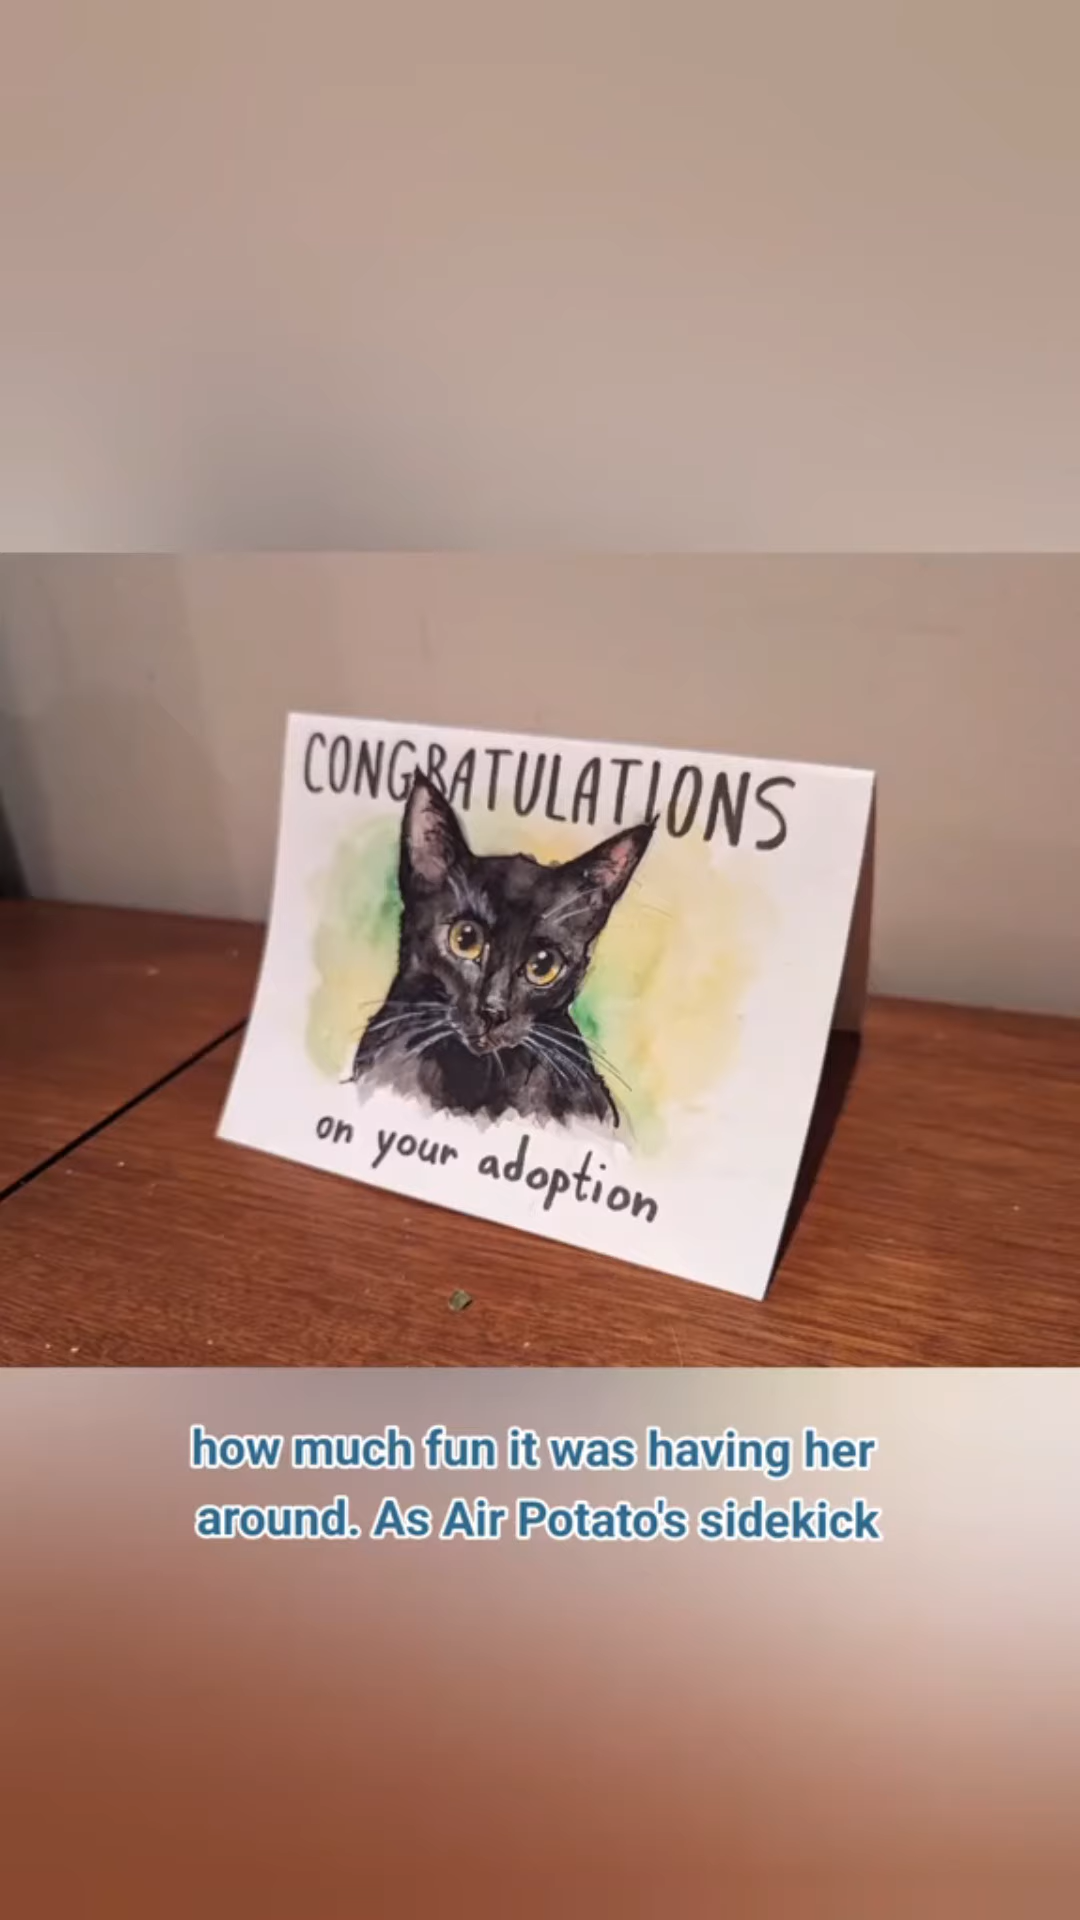 CONGRATULATIONS
on your adoption
how much fun it was having her
around. As Air Potato's sidekick